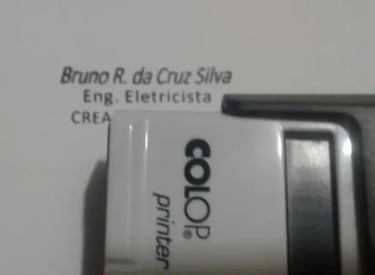 Bruno R. da Cruz Silva
Eng. Eletricista
CREA
COLOP®
printer